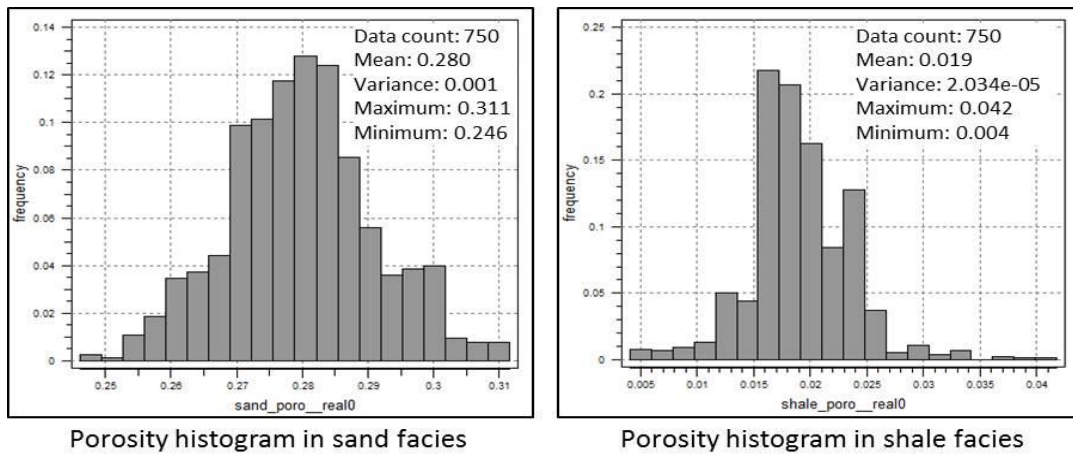 0.14
0.12
0.1
0.08
0.06
0.04
0.02
0
frequency
Data count: 750
Mean: 0.280
Variance: 0.001
Maximum: 0.311
Minimum: 0.246
0.25 0.26 0.27 0.28 0.29 0.3 0.31
sand_poro__real0
Porosity histogram in sand facies
0.25
0.2
0.15
0.1
0.05
0
frequency
Data count: 750
Mean: 0.019
Variance: 2.034e-05
Maximum: 0.042
Minimum: 0.004
0.005 0.01 0.015 0.02 0.025 0.03 0.035 0.04
shale_poro__real0
Porosity histogram in shale facies